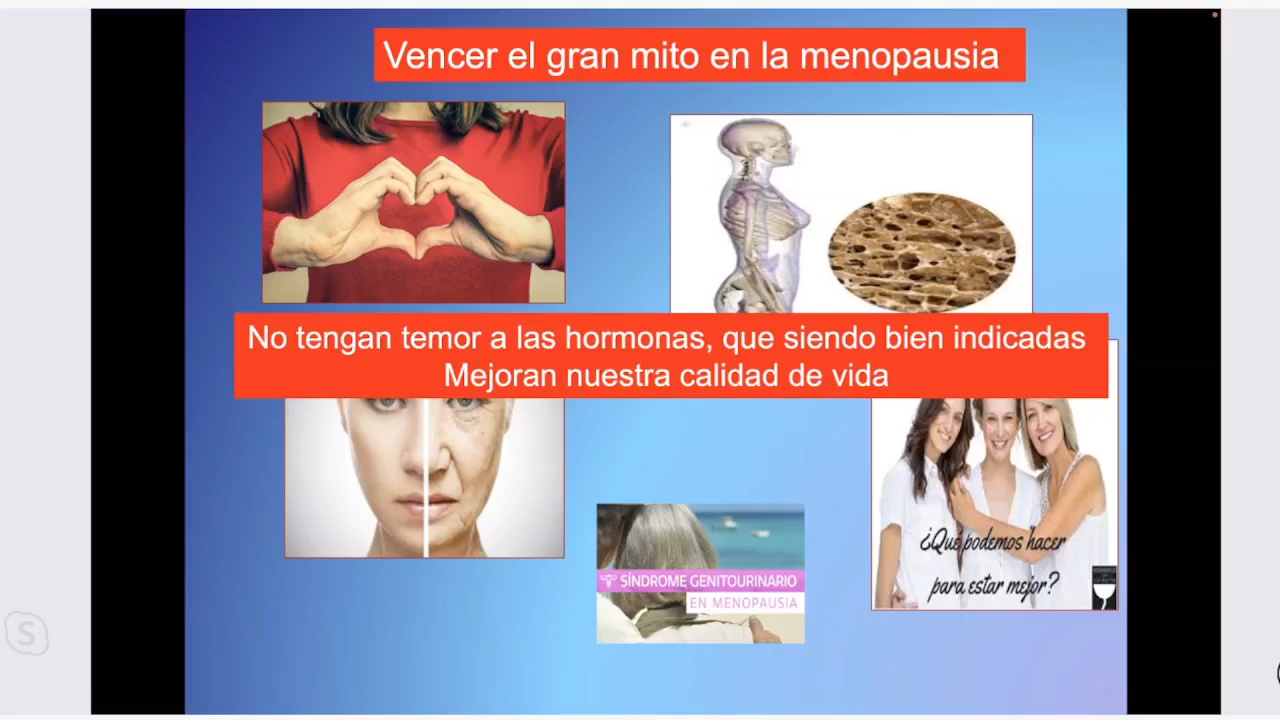 Vencer el gran mito en la menopausia
No tengan temor a las hormonas, que siendo bien indicadas
Mejoran nuestra calidad de vida
SÍNDROME GENITOURINARIO
EN MENOPAUSIA
¿Qué podemos hacer
para estar mejor?
S